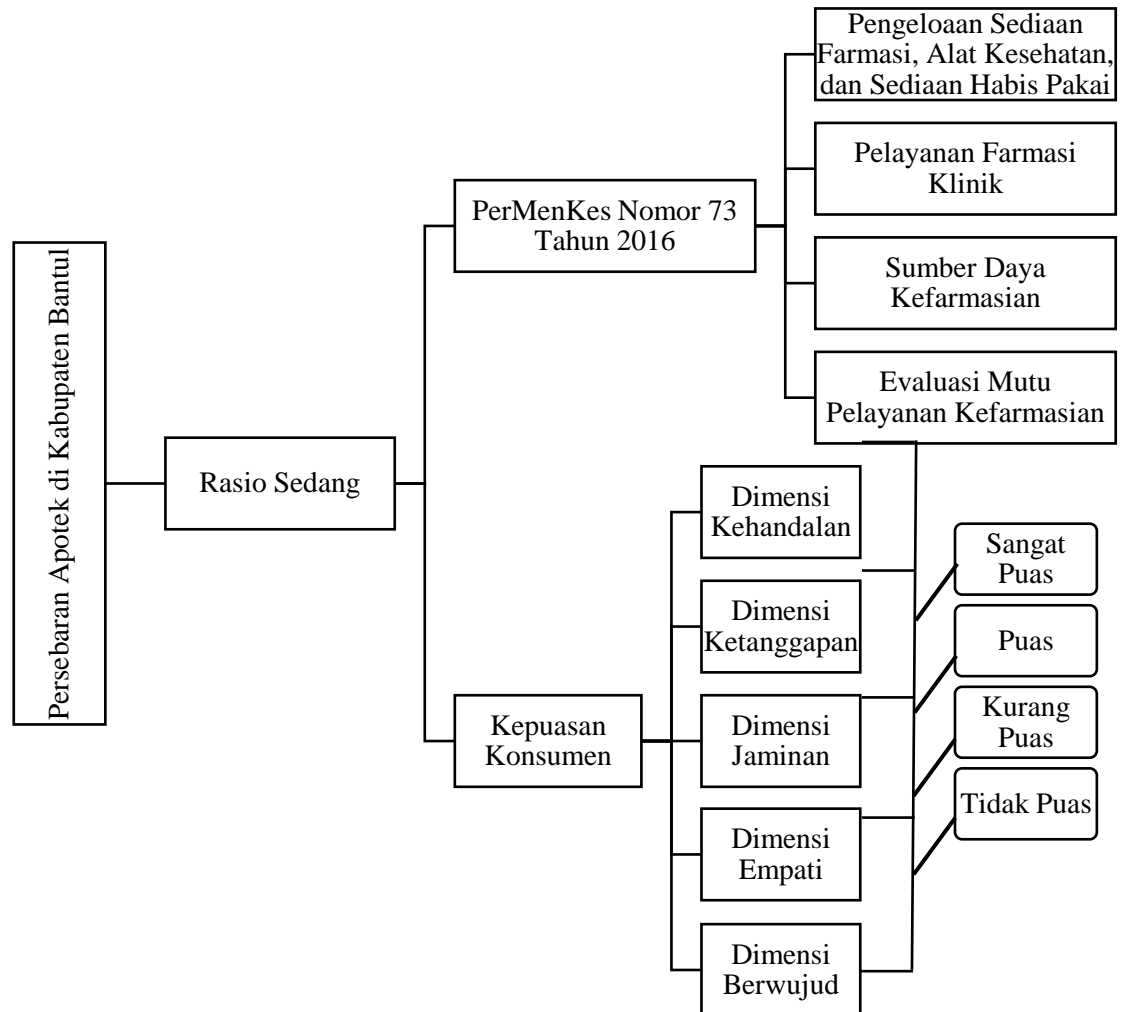 Persebaran Apotek di Kabupaten Bantul
Rasio Sedang
PerMenKes Nomor 73
Tahun 2016
Pengeloaan Sediaan
Farmasi, Alat Kesehatan,
dan Sediaan Habis Pakai
Pelayanan Farmasi
Klinik
Sumber Daya
Kefarmasian
Evaluasi Mutu
Pelayanan Kefarmasian
Kepuasan
Konsumen
Dimensi
Kehandalan
Dimensi
Ketanggapan
Dimensi
Jaminan
Dimensi
Empati
Dimensi
Berwujud
Sangat
Puas
Puas
Kurang
Puas
Tidak Puas